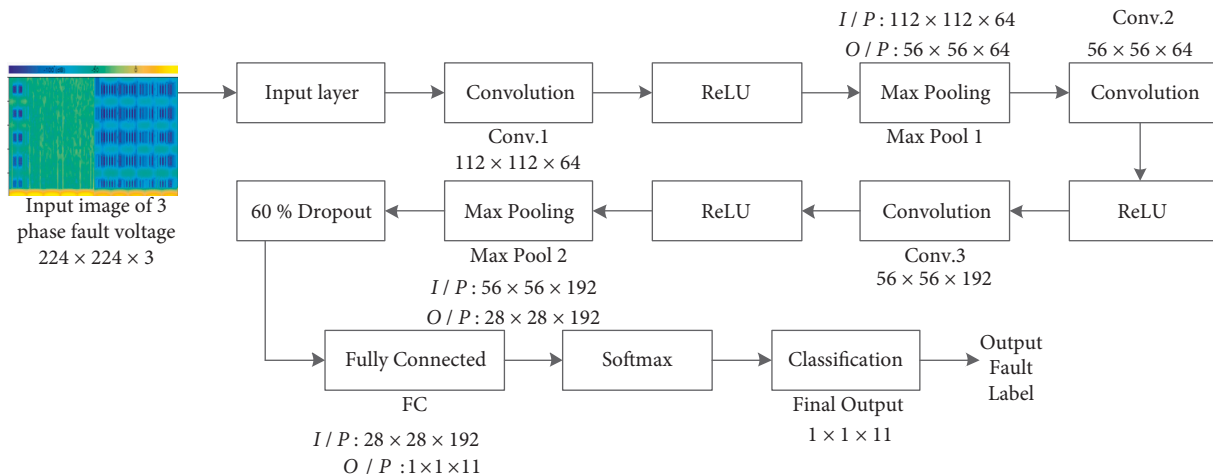 Input image of 3
phase fault voltage
224 × 224 × 3
Input layer
Convolution
Conv.1
112 × 112 × 64
ReLU
I / P : 112 × 112 × 64
O / P : 56 × 56 × 64
Max Pooling
Max Pool 1
Conv.2
56 × 56 × 64
Convolution
ReLU
Convolution
Conv.3
56 × 56 × 192
ReLU
Max Pooling
Max Pool 2
I / P : 56 × 56 × 192
O / P : 28 × 28 × 192
60 % Dropout
Fully Connected
FC
I / P : 28 × 28 × 192
O / P :1×1×11
Softmax
Classification
Final Output
1 × 1 × 11
Output
Fault
Label